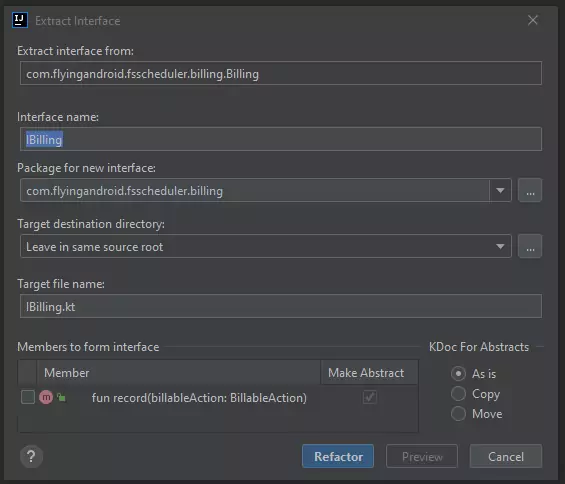 IJ
Extract Interface
Extract interface from:
com.flyingandroid.fsscheduler.billing.Billing
Interface name:
IBilling
Package for new interface:
com.flyingandroid.fsscheduler.billing
...
Target destination directory:
Leave in same source root
...
Target file name:
IBilling.kt
Members to form interface
KDoc For Abstracts
Member Make Abstract
As is
m fun record(billableAction: BillableAction)
Copy
Move
? Refactor Preview Cancel